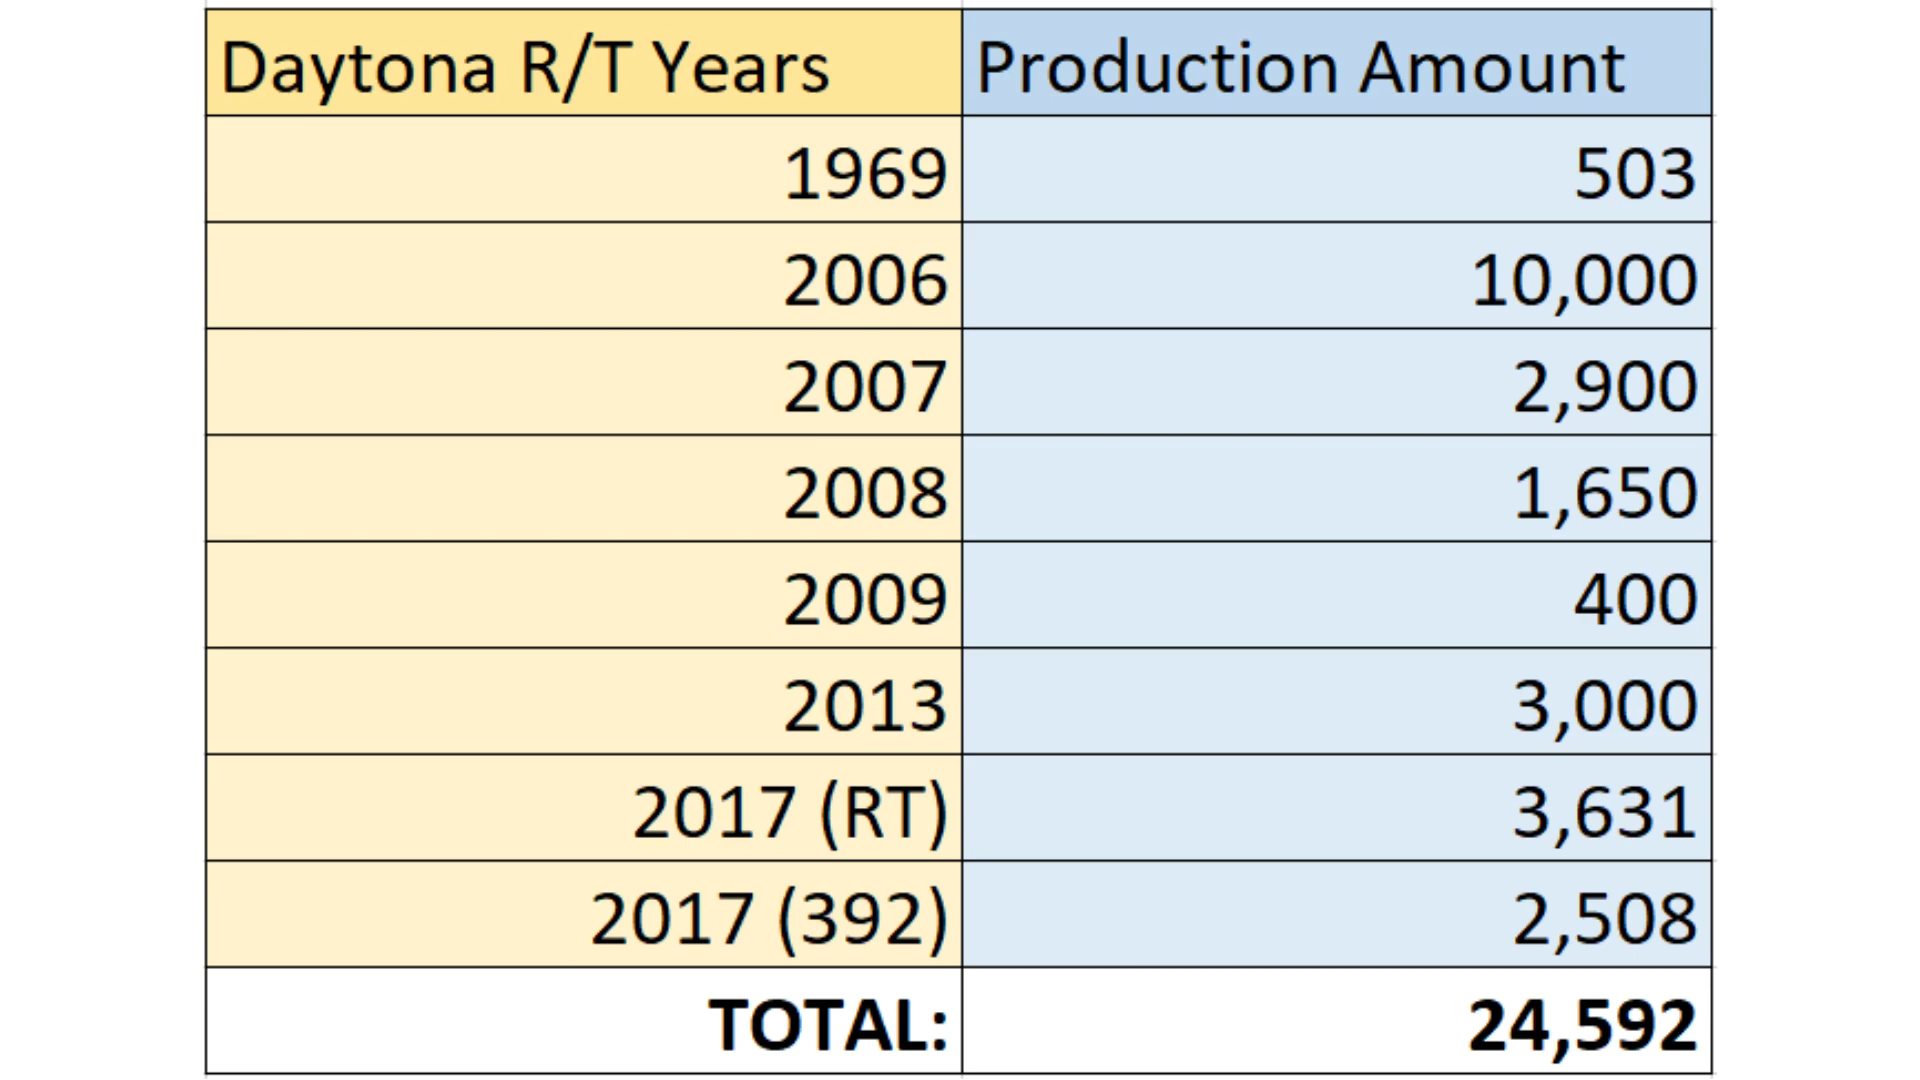 Daytona R/T Years Production Amount
1969 503
2006 10,000
2007 2,900
2008 1,650
2009 400
2013 3,000
2017 (RT) 3,631
2017 (392) 2,508
TOTAL: 24,592